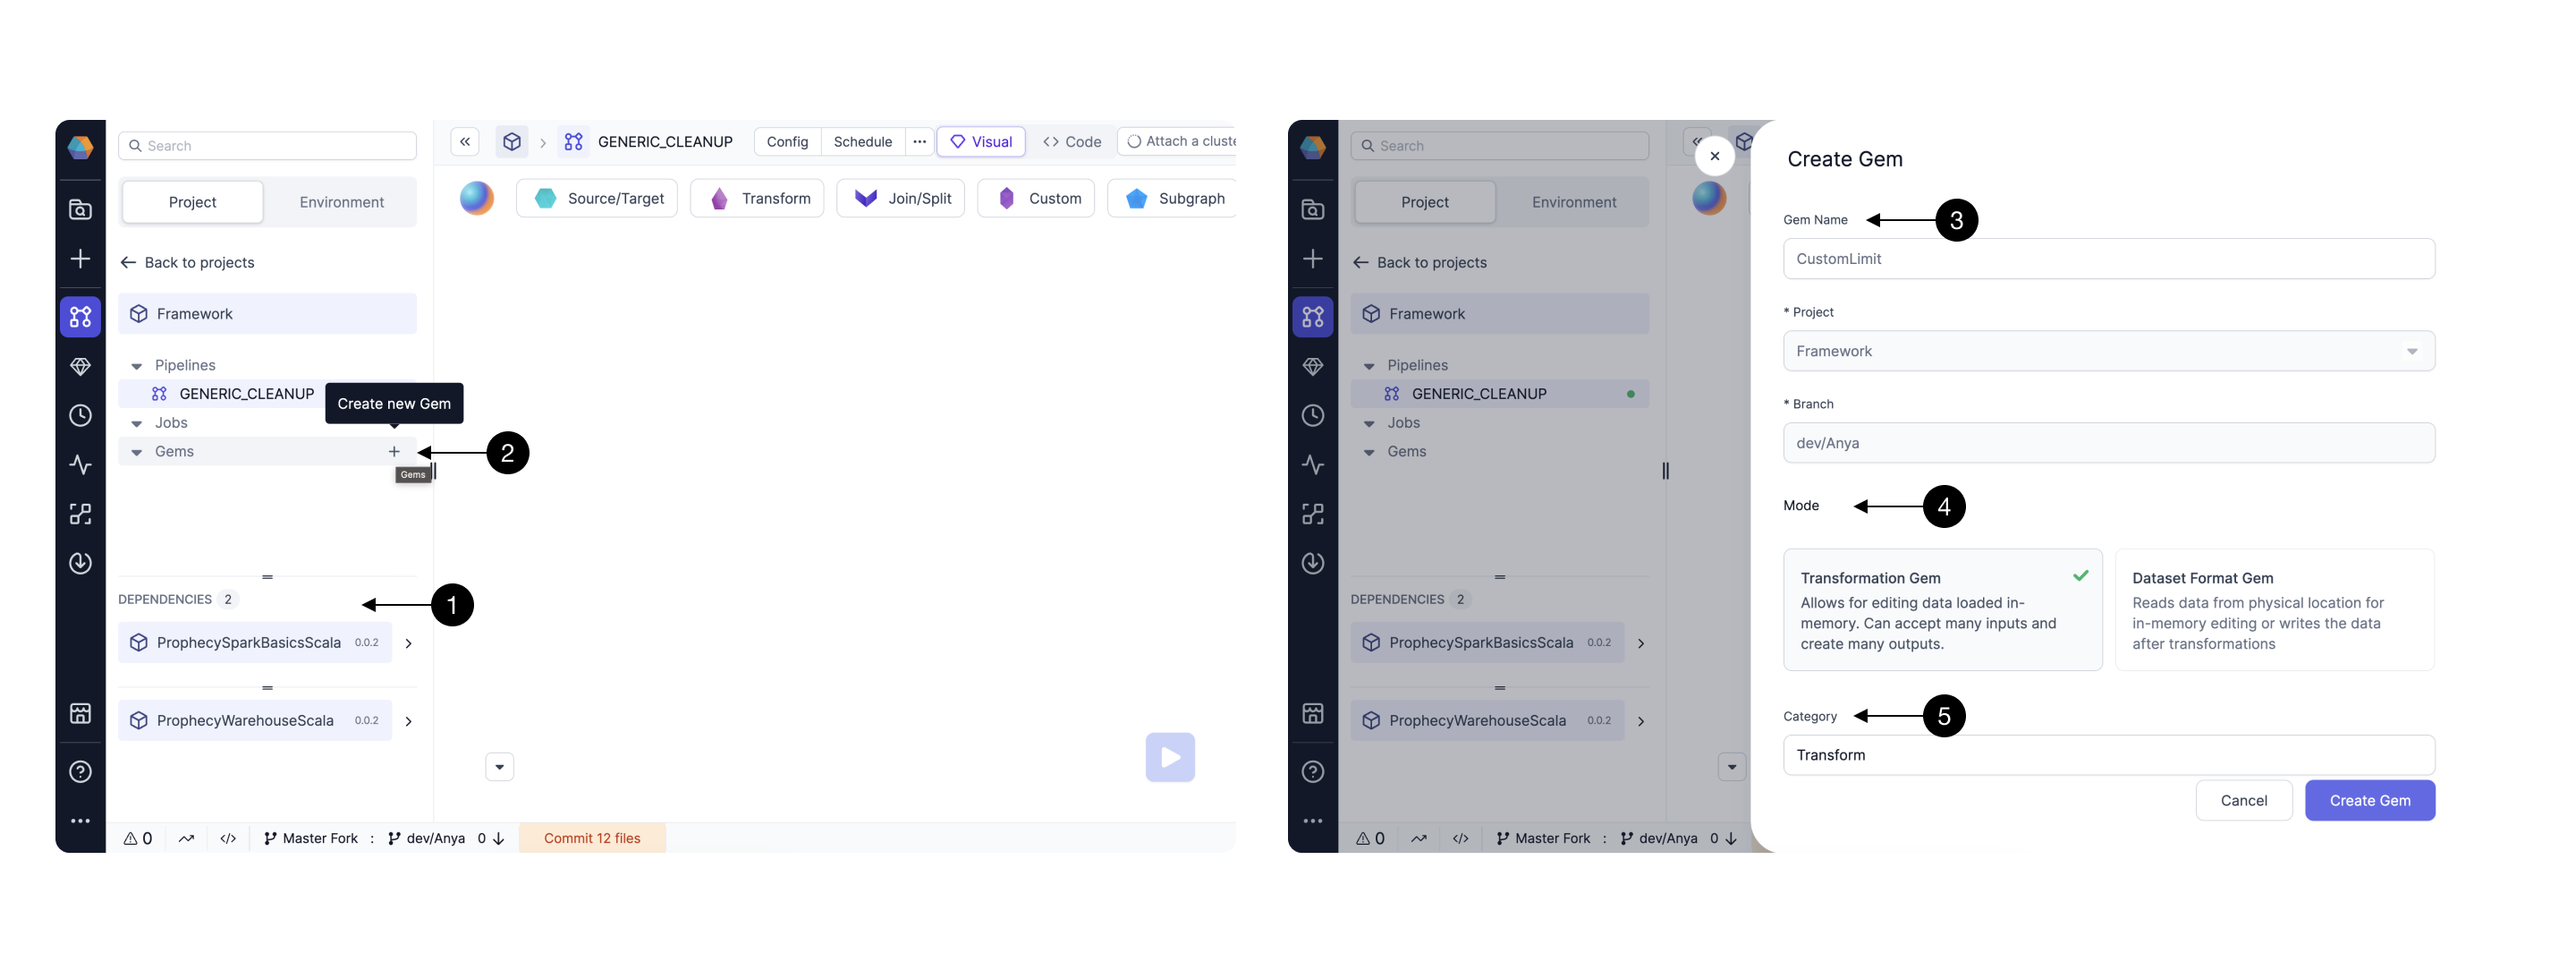 Search
Project
Environment
Back to projects
Framework
Pipelines
GENERIC_CLEANUP
Create new Gem
Jobs
Gems
2
Gems
DEPENDENCIES 2
1
ProphecySparkBasicsScala 0.0.2
ProphecyWarehouseScala 0.0.2
GENERIC_CLEANUP
Config
Schedule
Visual
Code
Attach a cluste
Source/Target
Transform
Join/Split
Custom
Subgraph
0
Master Fork : dev/Anya 0
Commit 12 files
Search
Project
Environment
Back to projects
Framework
Pipelines
GENERIC_CLEANUP
Jobs
Gems
DEPENDENCIES 2
ProphecySparkBasicsScala 0.0.2
ProphecyWarehouseScala 0.0.2
0
Master Fork : dev/Anya 0
Create Gem
Gem Name
3
CustomLimit
* Project
Framework
* Branch
dev/Anya
Mode
4
Transformation Gem
Allows for editing data loaded in-
memory. Can accept many inputs and
create many outputs.
Dataset Format Gem
Reads data from physical location for
in-memory editing or writes the data
after transformations
Category
5
Transform
Cancel
Create Gem